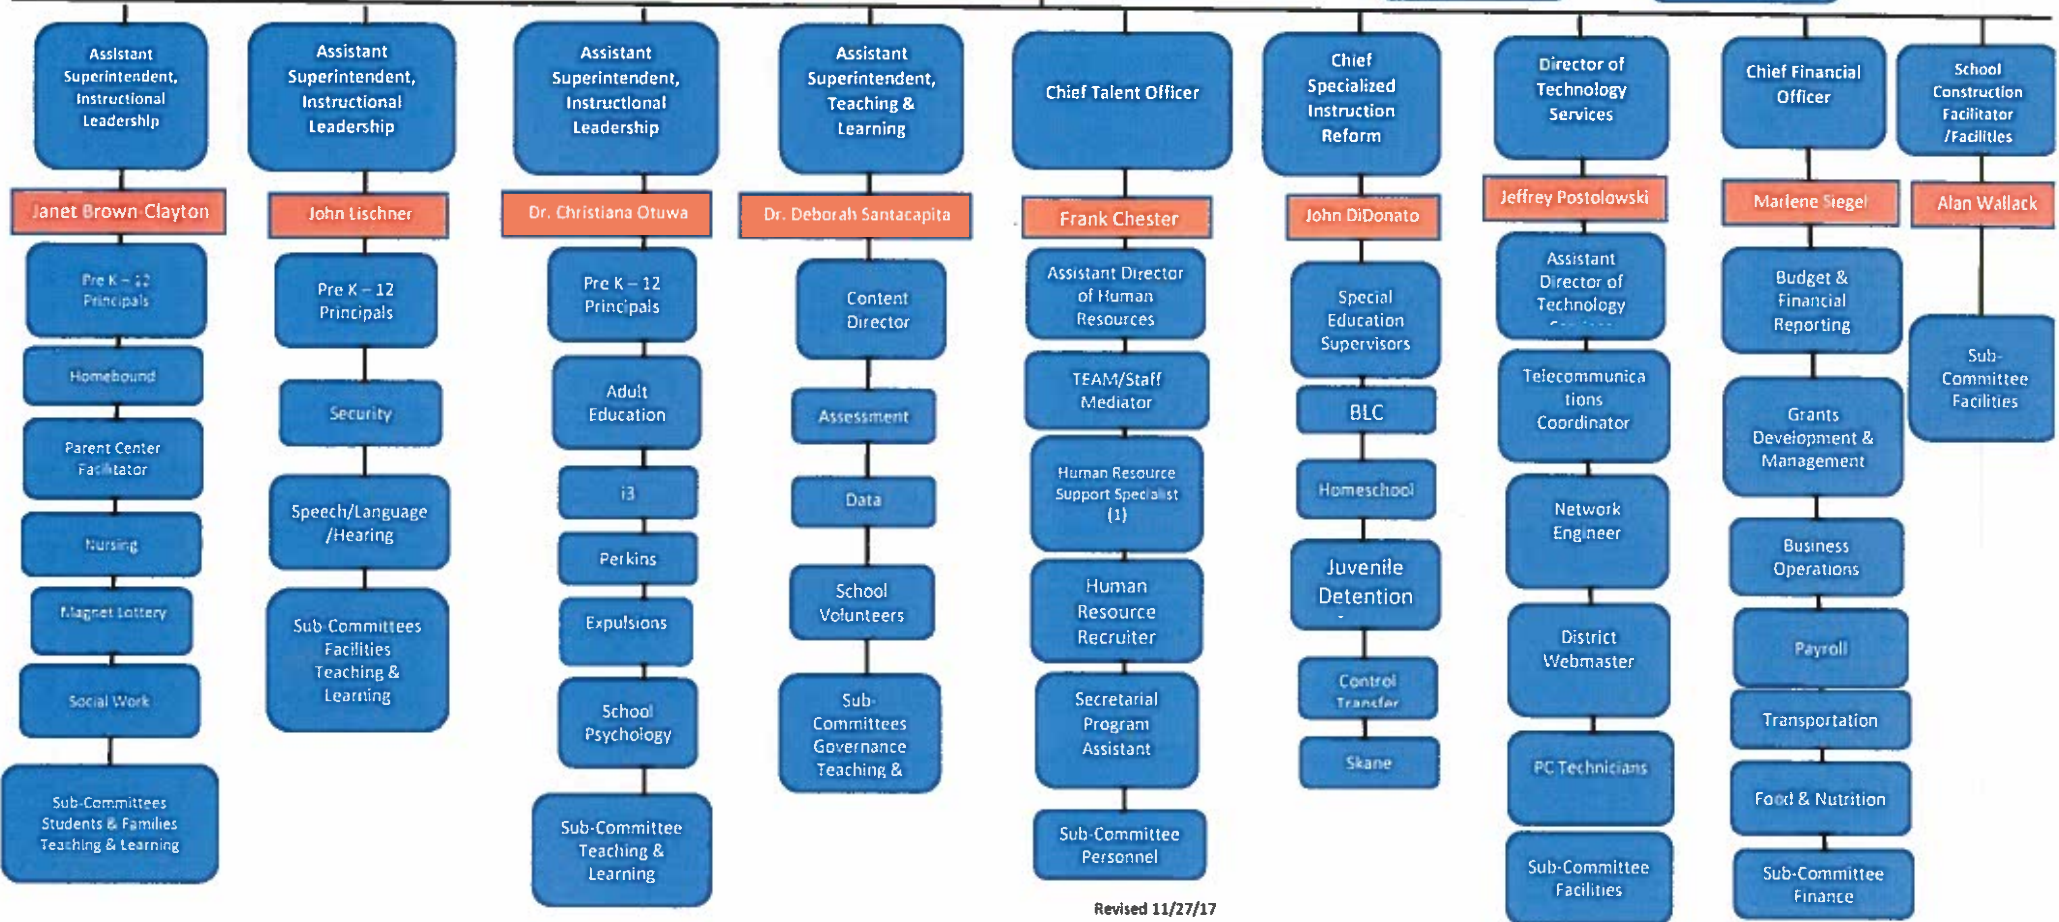 Assistant
Superintendent,
Instructional
Leadership
Janet Brown-Clayton
Pre K – 12
Principals
Homebound
Parent Center
Facilitator
Nursing
Magnet Lottery
Social Work
Sub-Committees
Students & Families
Teaching & Learning
Assistant
Superintendent,
Instructional
Leadership
John Lischner
Pre K – 12
Principals
Security
Speech/Language
/Hearing
Sub-Committees
Facilities
Teaching &
Learning
Assistant
Superintendent,
Instructional
Leadership
Dr. Christiana Otuwa
Pre K – 12
Principals
Adult
Education
i3
Perkins
Expulsions
School
Psychology
Sub-Committee
Teaching &
Learning
Assistant
Superintendent,
Teaching &
Learning
Dr. Deborah Santacapita
Content
Director
Assessment
Data
School
Volunteers
Sub-
Committees
Governance
Teaching &
Chief Talent Officer
Frank Chester
Assistant Director
of Human
Resources
TEAM/Staff
Mediator
Human Resource
Support Specialist
(1)
Human
Resource
Recruiter
Secretarial
Program
Assistant
Sub-Committee
Personnel
Chief
Specialized
Instruction
Reform
John DiDonato
Special
Education
Supervisors
BLC
Homeschool
Juvenile
Detention
Control
Transfer
Skane
Director of
Technology
Services
Jeffrey Postolowski
Assistant
Director of
Technology
Telecommunica
tions
Coordinator
Network
Engineer
District
Webmaster
PC Technicians
Sub-Committee
Facilities
Chief Financial
Officer
Marlene Siegel
Budget &
Financial
Reporting
Grants
Development &
Management
Business
Operations
Payroll
Transportation
Food & Nutrition
Sub-Committee
Finance
School
Construction
Facilitator
/Facilities
Alan Wallack
Sub-
Committee
Facilities
Revised 11/27/17